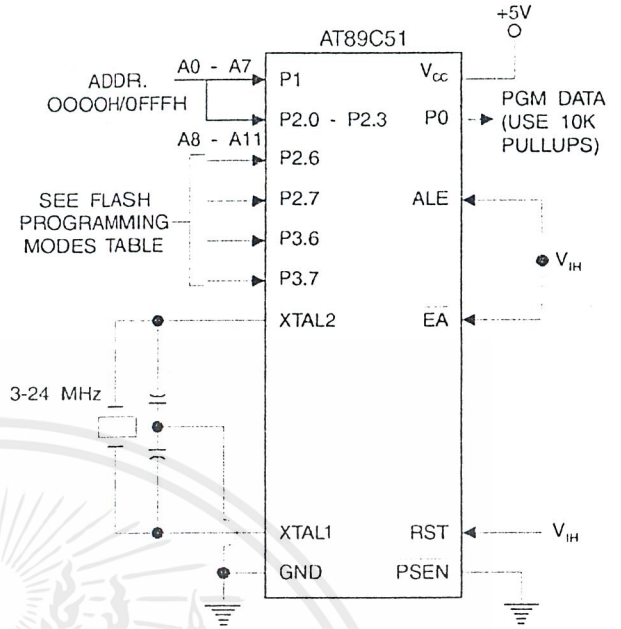 +5V
AT89C51
A0 - A7
ADDR.
OOOOH/0FFFH
P1
VCC
P2.0 - P2.3
P0
PGM DATA
(USE 10K
PULLUPS)
A8 - A11
P2.6
SEE FLASH
PROGRAMMING
MODES TABLE
P2.7
ALE
P3.6
VIH
P3.7
XTAL2
EA
3-24 MHz
XTAL1
RST
VIH
GND
PSEN